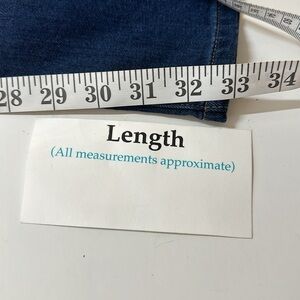 28 29 30 31 32 33 34
Length
(All measurements approximate)